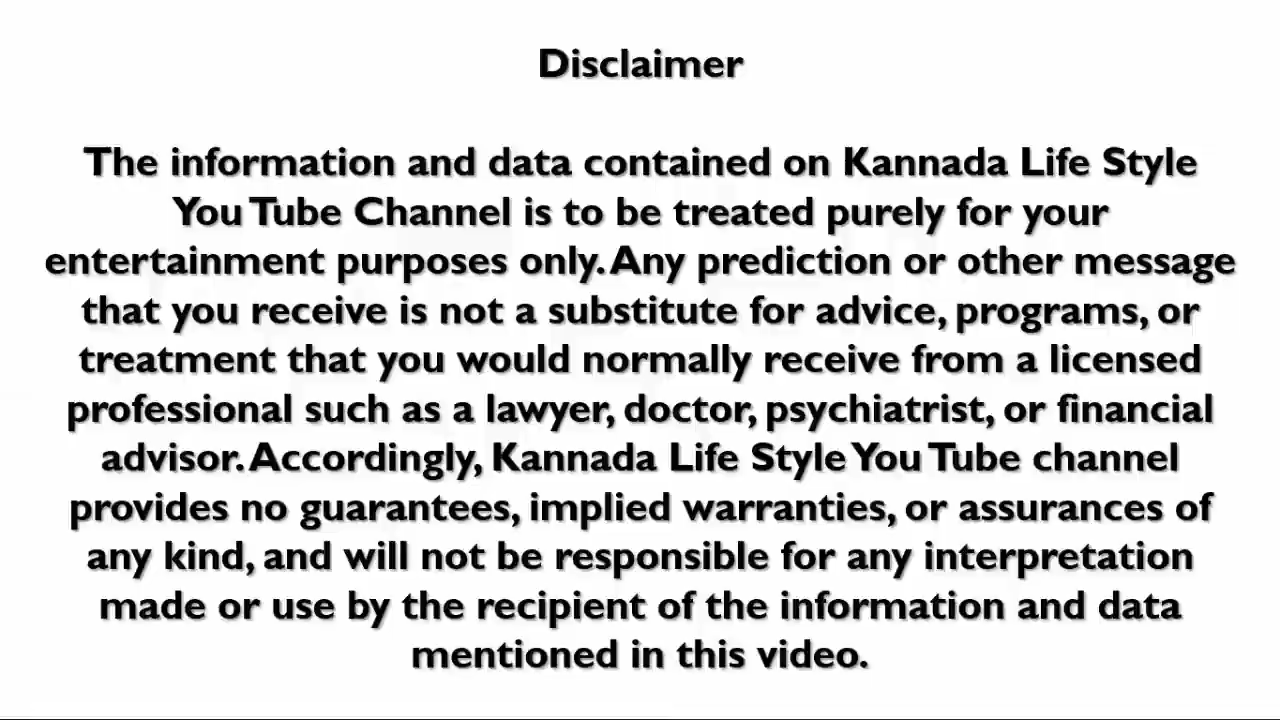 Disclaimer
The information and data contained on Kannada Life Style
You Tube Channel is to be treated purely for your
entertainment purposes only. Any prediction or other message
that you receive is not a substitute for advice, programs, or
treatment that you would normally receive from a licensed
professional such as a lawyer, doctor, psychiatrist, or financial
advisor. Accordingly, Kannada Life Style You Tube channel
provides no guarantees, implied warranties, or assurances of
any kind, and will not be responsible for any interpretation
made or use by the recipient of the information and data
mentioned in this video.